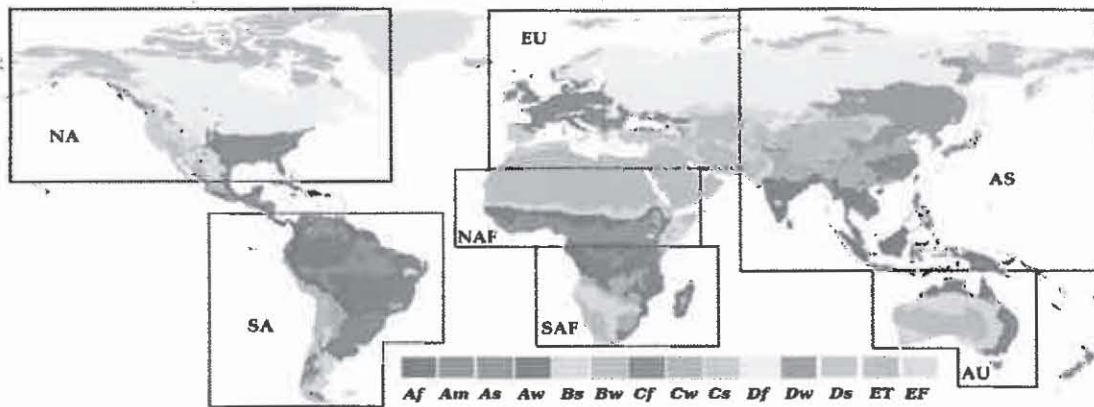 EU
NA
AS
NAF
SA
SAF
AU
Af Am As Aw Bs Bw Cf Cw Cs Df Dw Ds ET EF